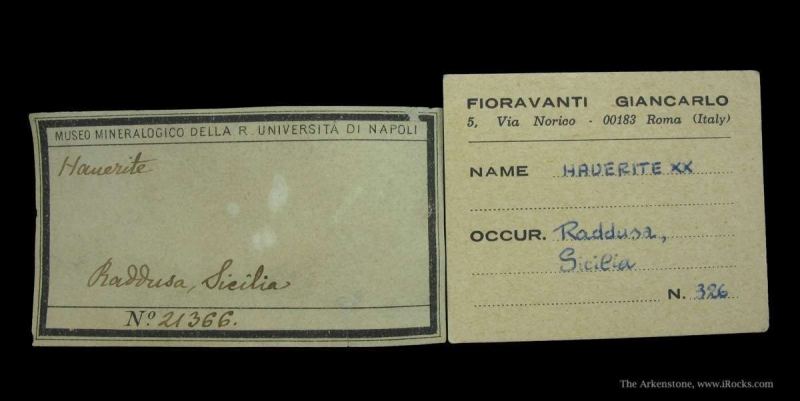 MUSEO MINERALOGICO DELLA R. UNIVERSITÀ DI NAPOLI
Hauerite
Raddusa, Sicilia
Nº 21366.
FIORAVANTI GIANCARLO
5, Via Norico - 00183 Roma (Italy)
NAME HAUERITE XX
OCCUR. Raddusa,
Sicilia
N. 326
The Arkenstone, www.iRocks.com